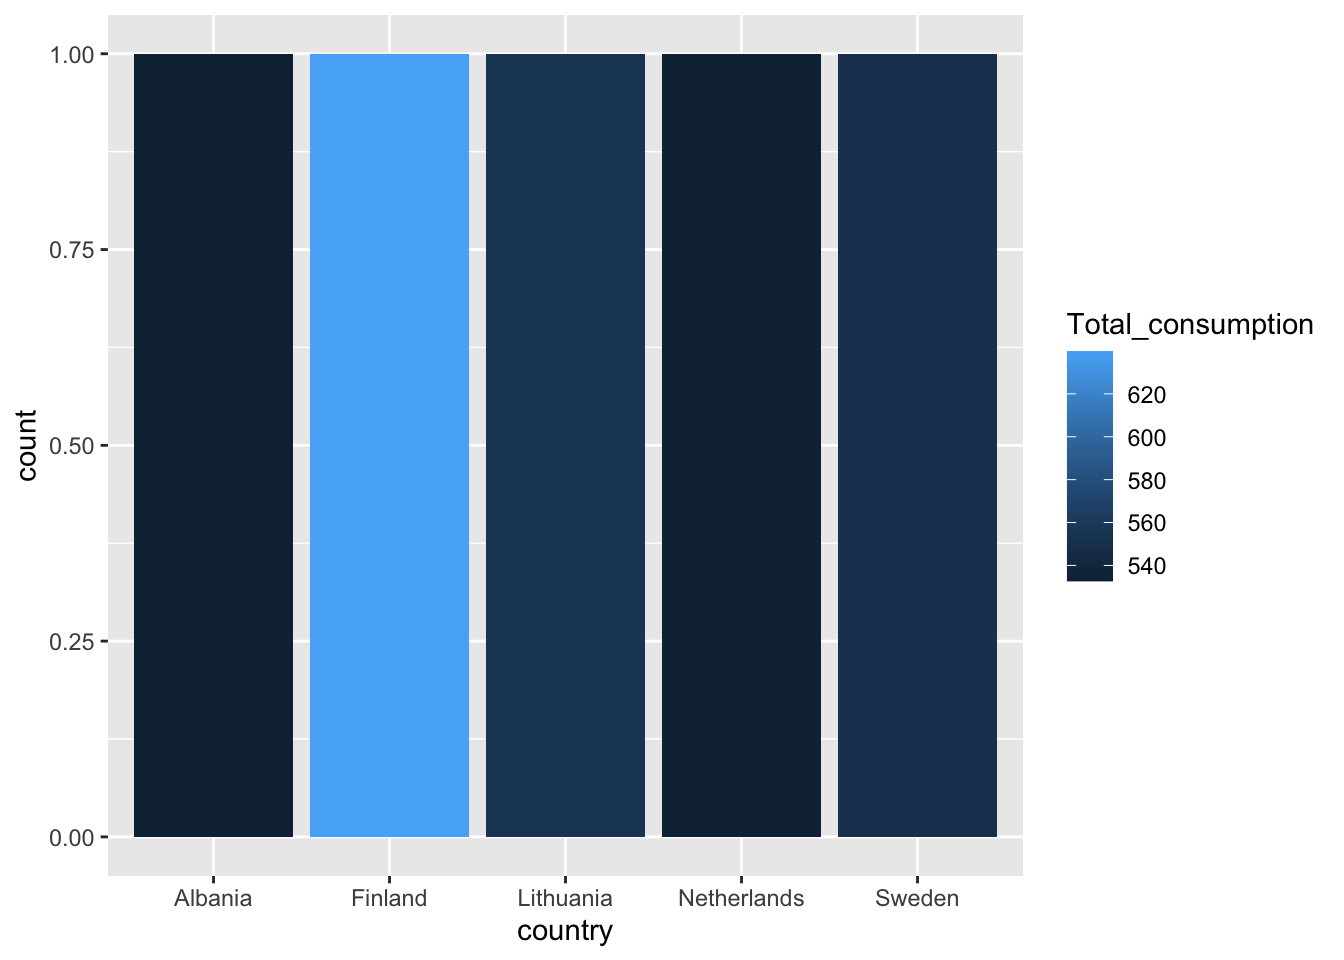 1.00
0.75
0.50
0.25
0.00
count
Albania
Finland
Lithuania
Netherlands
Sweden
country
Total_consumption
620
600
580
560
540